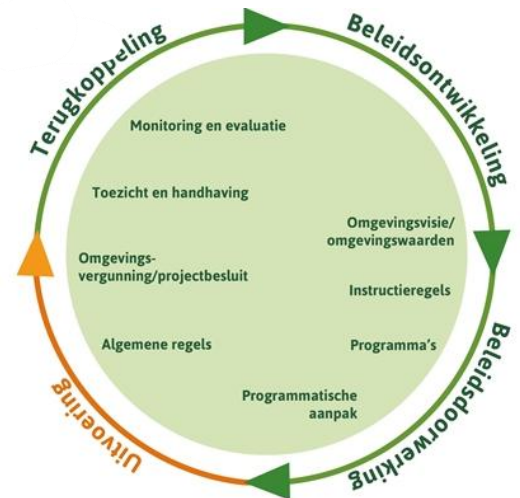 Terugkoppeling
Beleidsontwikkeling
Monitoring en evaluatie
Toezicht en handhaving
Omgevingsvisie/
omgevingswaarden
Omgevings-
vergunning/projectbesluit
Instructieregels
Algemene regels
Programma's
Programmatische
aanpak
Uitvoering
Beleidsdoorwerking